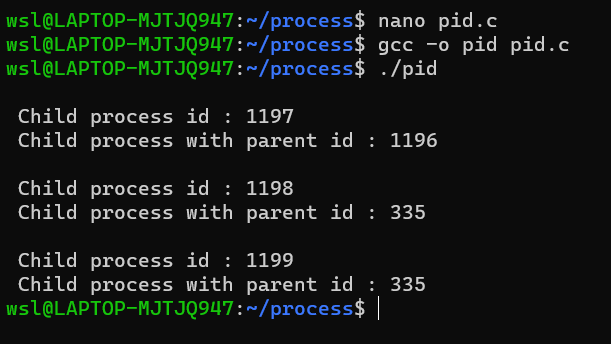 wsl@LAPTOP-MJTJQ947:~/process$ nano pid.c
wsl@LAPTOP-MJTJQ947:~/process$ gcc -o pid pid.c
wsl@LAPTOP-MJTJQ947:~/process$ ./pid
Child process id : 1197
Child process with parent id : 1196
Child process id : 1198
Child process with parent id : 335
Child process id : 1199
Child process with parent id : 335
wsl@LAPTOP-MJTJQ947:~/process$